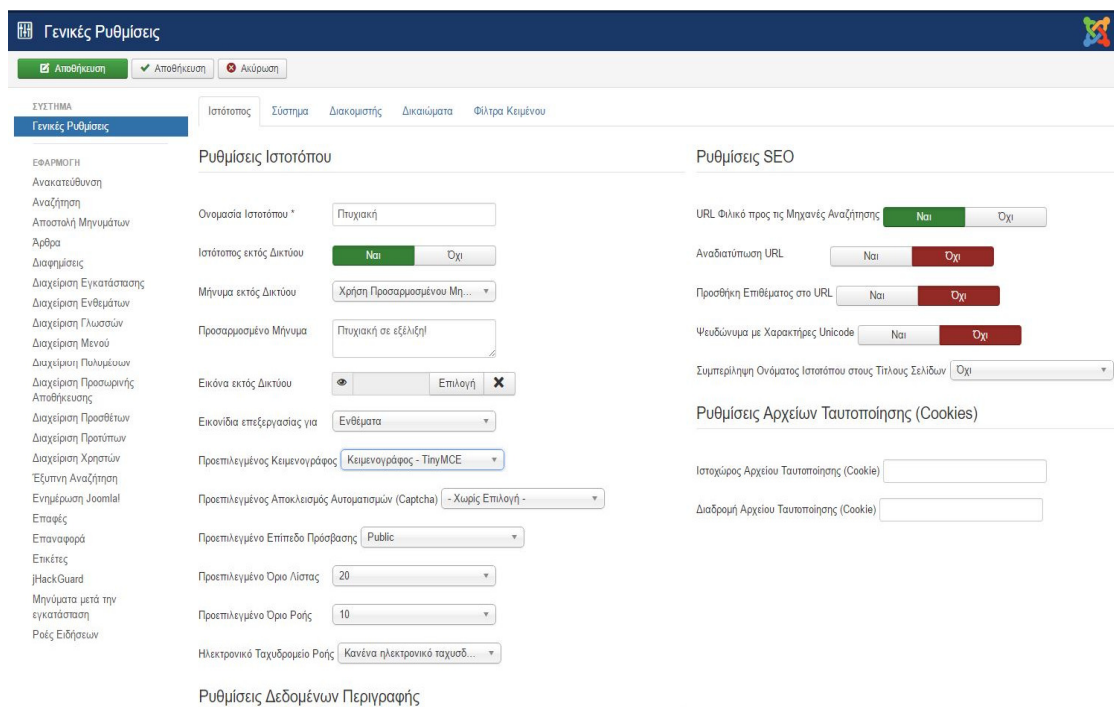 Γενικές Ρυθμίσεις
Αποθήκευση Αποθήκευση Ακύρωση
ΣΥΣΤΗΜΑ
Γενικές Ρυθμίσεις
ΕΦΑΡΜΟΓΗ
Ανακατεύθυνση
Αναζήτηση
Αποστολή Μηνυμάτων
Άρθρα
Διαφημίσεις
Διαχείριση Εγκατάστασης
Διαχείριση Ενθεμάτων
Διαχείριση Γλωσσών
Διαχείριση Μενού
Διαχείριση Πολυμέσων
Διαχείριση Προσωρινής
Αποθήκευσης
Διαχείριση Προσθέτων
Διαχείριση Προτύπων
Διαχείριση Χρηστών
Έξυπνη Αναζήτηση
Ενημέρωση Joomla!
Επαφές
Επαναφορά
Ετικέτες
jHackGuard
Μηνύματα μετά την
εγκατάσταση
Ροές Ειδήσεων
Ιστότοπος Σύστημα Διακομιστής Δικαιώματα Φίλτρα Κειμένου
Ρυθμίσεις Ιστοτόπου
Ονομασία Ιστοτόπου * Πτυχιακή
Ιστότοπος εκτός Δικτύου Ναι Όχι
Μήνυμα εκτός Δικτύου Χρήση Προσαρμοσμένου Μη...
Προσαρμοσμένο Μήνυμα Πτυχιακή σε εξέλιξη!
Εικόνα εκτός Δικτύου Επιλογή
Εικονίδια επεξεργασίας για Ενθέματα
Προεπιλεγμένος Κειμενογράφος Κειμενογράφος - TinyMCE
Προεπιλεγμένος Αποκλεισμός Αυτοματισμών (Captcha) - Χωρίς Επιλογή -
Προεπιλεγμένο Επίπεδο Πρόσβασης Public
Προεπιλεγμένο Όριο Λίστας 20
Προεπιλεγμένο Όριο Ροής 10
Ηλεκτρονικό Ταχυδρομείο Ροής Κανένα ηλεκτρονικό ταχυσδ...
Ρυθμίσεις Δεδομένων Περιγραφής
Ρυθμίσεις SEO
URL Φιλικό προς τις Μηχανές Αναζήτησης Ναι Όχι
Αναδιατύπωση URL Ναι Όχι
Προσθήκη Επιθέματος στο URL Ναι Όχι
Ψευδώνυμα με Χαρακτήρες Unicode Ναι Όχι
Συμπερίληψη Ονόματος Ιστοτόπου στους Τίτλους Σελίδων Όχι
Ρυθμίσεις Αρχείων Ταυτοποίησης (Cookies)
Ιστοχώρος Αρχείου Ταυτοποίησης (Cookie)
Διαδρομή Αρχείου Ταυτοποίησης (Cookie)